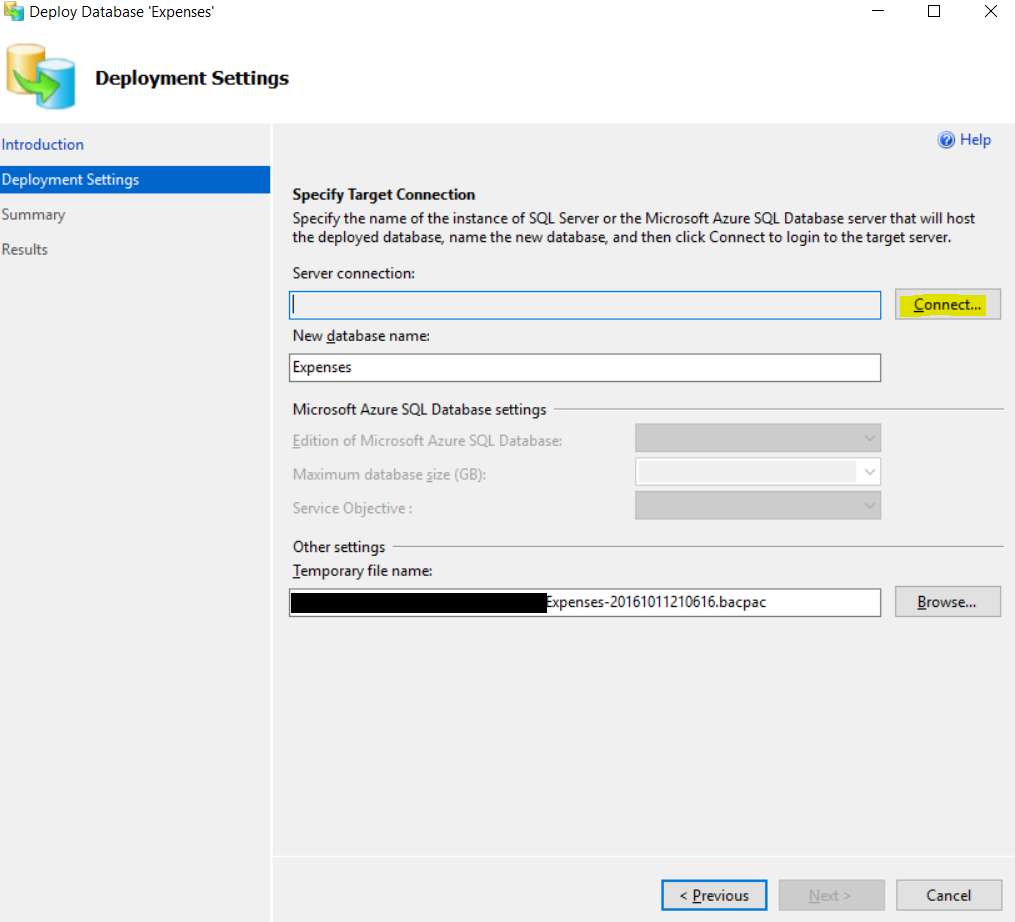 Deploy Database 'Expenses'
Deployment Settings
Introduction
Deployment Settings
Summary
Results
Help
Specify Target Connection
Specify the name of the instance of SQL Server or the Microsoft Azure SQL Database server that will host
the deployed database, name the new database, and then click Connect to login to the target server.
Server connection:
Connect...
New database name:
Expenses
Microsoft Azure SQL Database settings
Edition of Microsoft Azure SQL Database:
Maximum database size (GB):
Service Objective :
Other settings
Temporary file name:
Expenses-20161011210616.bacpac
Browse...
< Previous
Next >
Cancel